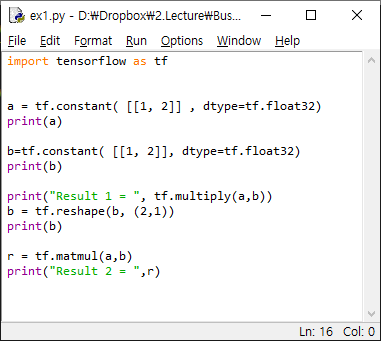 ex1.py - D:₩Dropbox₩2.Lecture₩Bus...
File Edit Format Run Options Window Help
import tensorflow as tf
a = tf.constant( [[1, 2]] , dtype=tf.float32)
print(a)
b=tf.constant( [[1, 2]], dtype=tf.float32)
print(b)
print("Result 1 = ", tf.multiply(a,b))
b = tf.reshape(b, (2,1))
print(b)
r = tf.matmul(a,b)
print("Result 2 = ",r)
Ln: 16 Col: 0